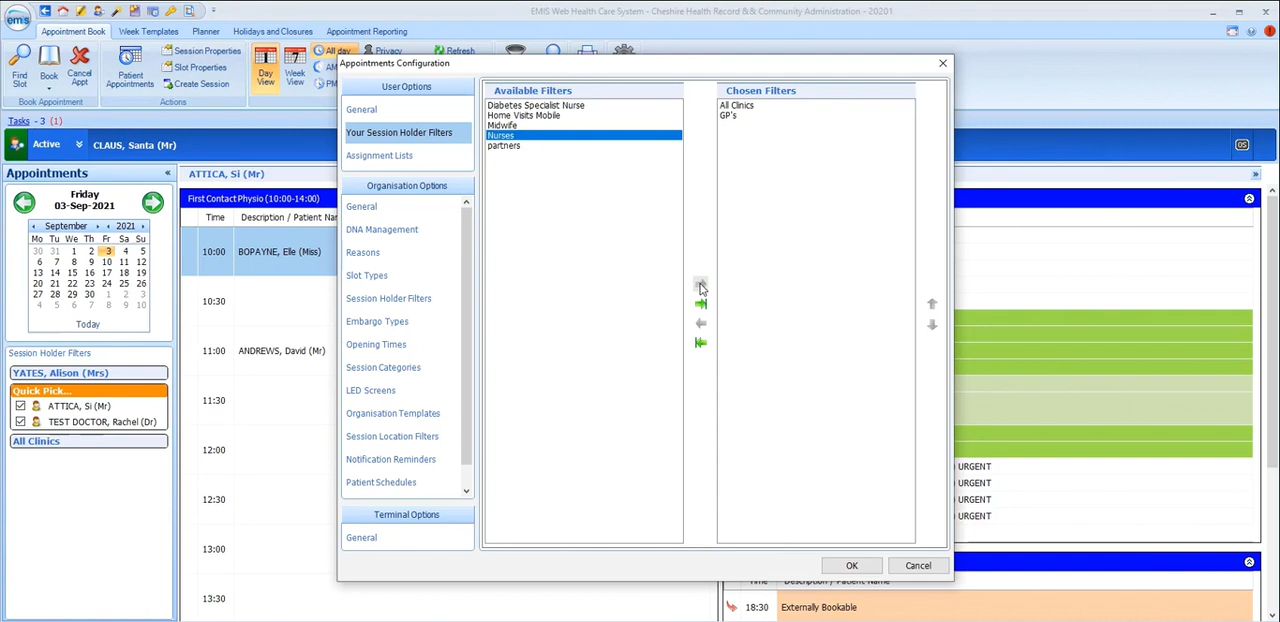 EMIS Web Health Care System - Cheshire Health Record && Community Administration - 20201
emis
Appointment Book Week Templates Planner Holidays and Closures Appointment Reporting
Find Slot
Book
Cancel Appt
Book Appointment
Patient Appointments
Session Properties
Slot Properties
Create Session
Actions
Day View
Week View
All day
AM
PM
Privacy
Refresh
Tasks - 3 (1)
Active CLAUS, Santa (Mr)
OS
Appointments
Friday
03-Sep-2021
September 2021
Mo Tu We Th Fr Sa Su
30 31 1 2 3 4 5
6 7 8 9 10 11 12
13 14 15 16 17 18 19
20 21 22 23 24 25 26
27 28 29 30 1 2 3
4 5 6 7 8 9 10
Today
Session Holder Filters
YATES, Alison (Mrs)
Quick Pick...
ATTICA, Si (Mr)
TEST DOCTOR, Rachel (Dr)
All Clinics
ATTICA, Si (Mr)
First Contact Physio (10:00-14:00)
Time Description / Patient Nar
10:00 BOPAYNE, Elle (Miss)
10:30
11:00 ANDREWS, David (Mr)
11:30
12:00
12:30
13:00
13:30
Appointments Configuration
User Options
General
Your Session Holder Filters
Assignment Lists
Organisation Options
General
DNA Management
Reasons
Slot Types
Session Holder Filters
Embargo Types
Opening Times
Session Categories
LED Screens
Organisation Templates
Session Location Filters
Notification Reminders
Patient Schedules
Terminal Options
General
Available Filters
Diabetes Specialist Nurse
Home Visits Mobile
Midwife
Nurses
partners
Chosen Filters
All Clinics
GP's
OK Cancel
URGENT
URGENT
URGENT
URGENT
Time Description / Patient Name
18:30 Externally Bookable